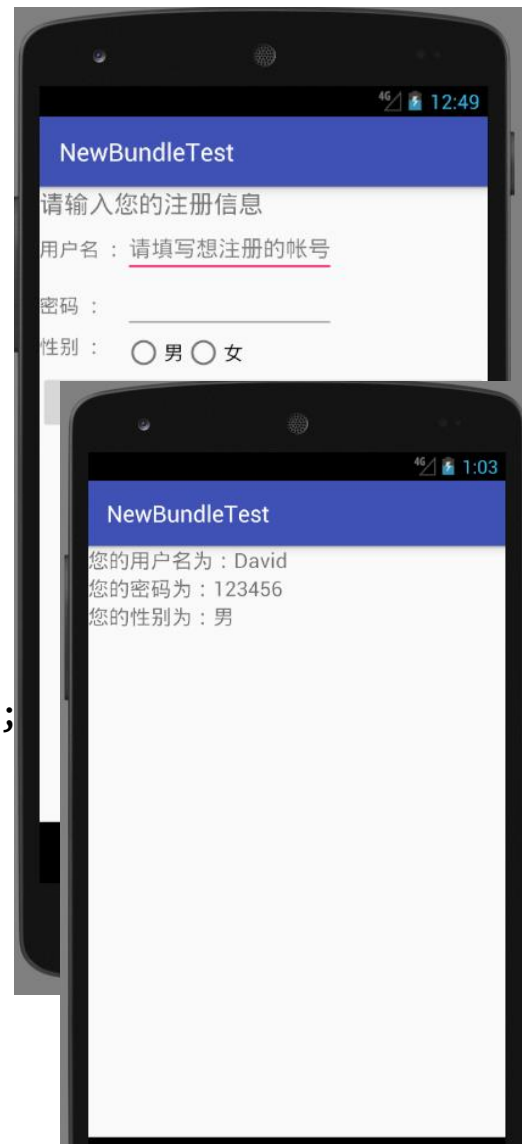 4G 12:49
NewBundleTest
请输入您的注册信息
用户名 : 请填写想注册的帐号
密码 :
性别 : 男 女
4G 1:03
NewBundleTest
您的用户名为 : David
您的密码为 : 123456
您的性别为 : 男
;